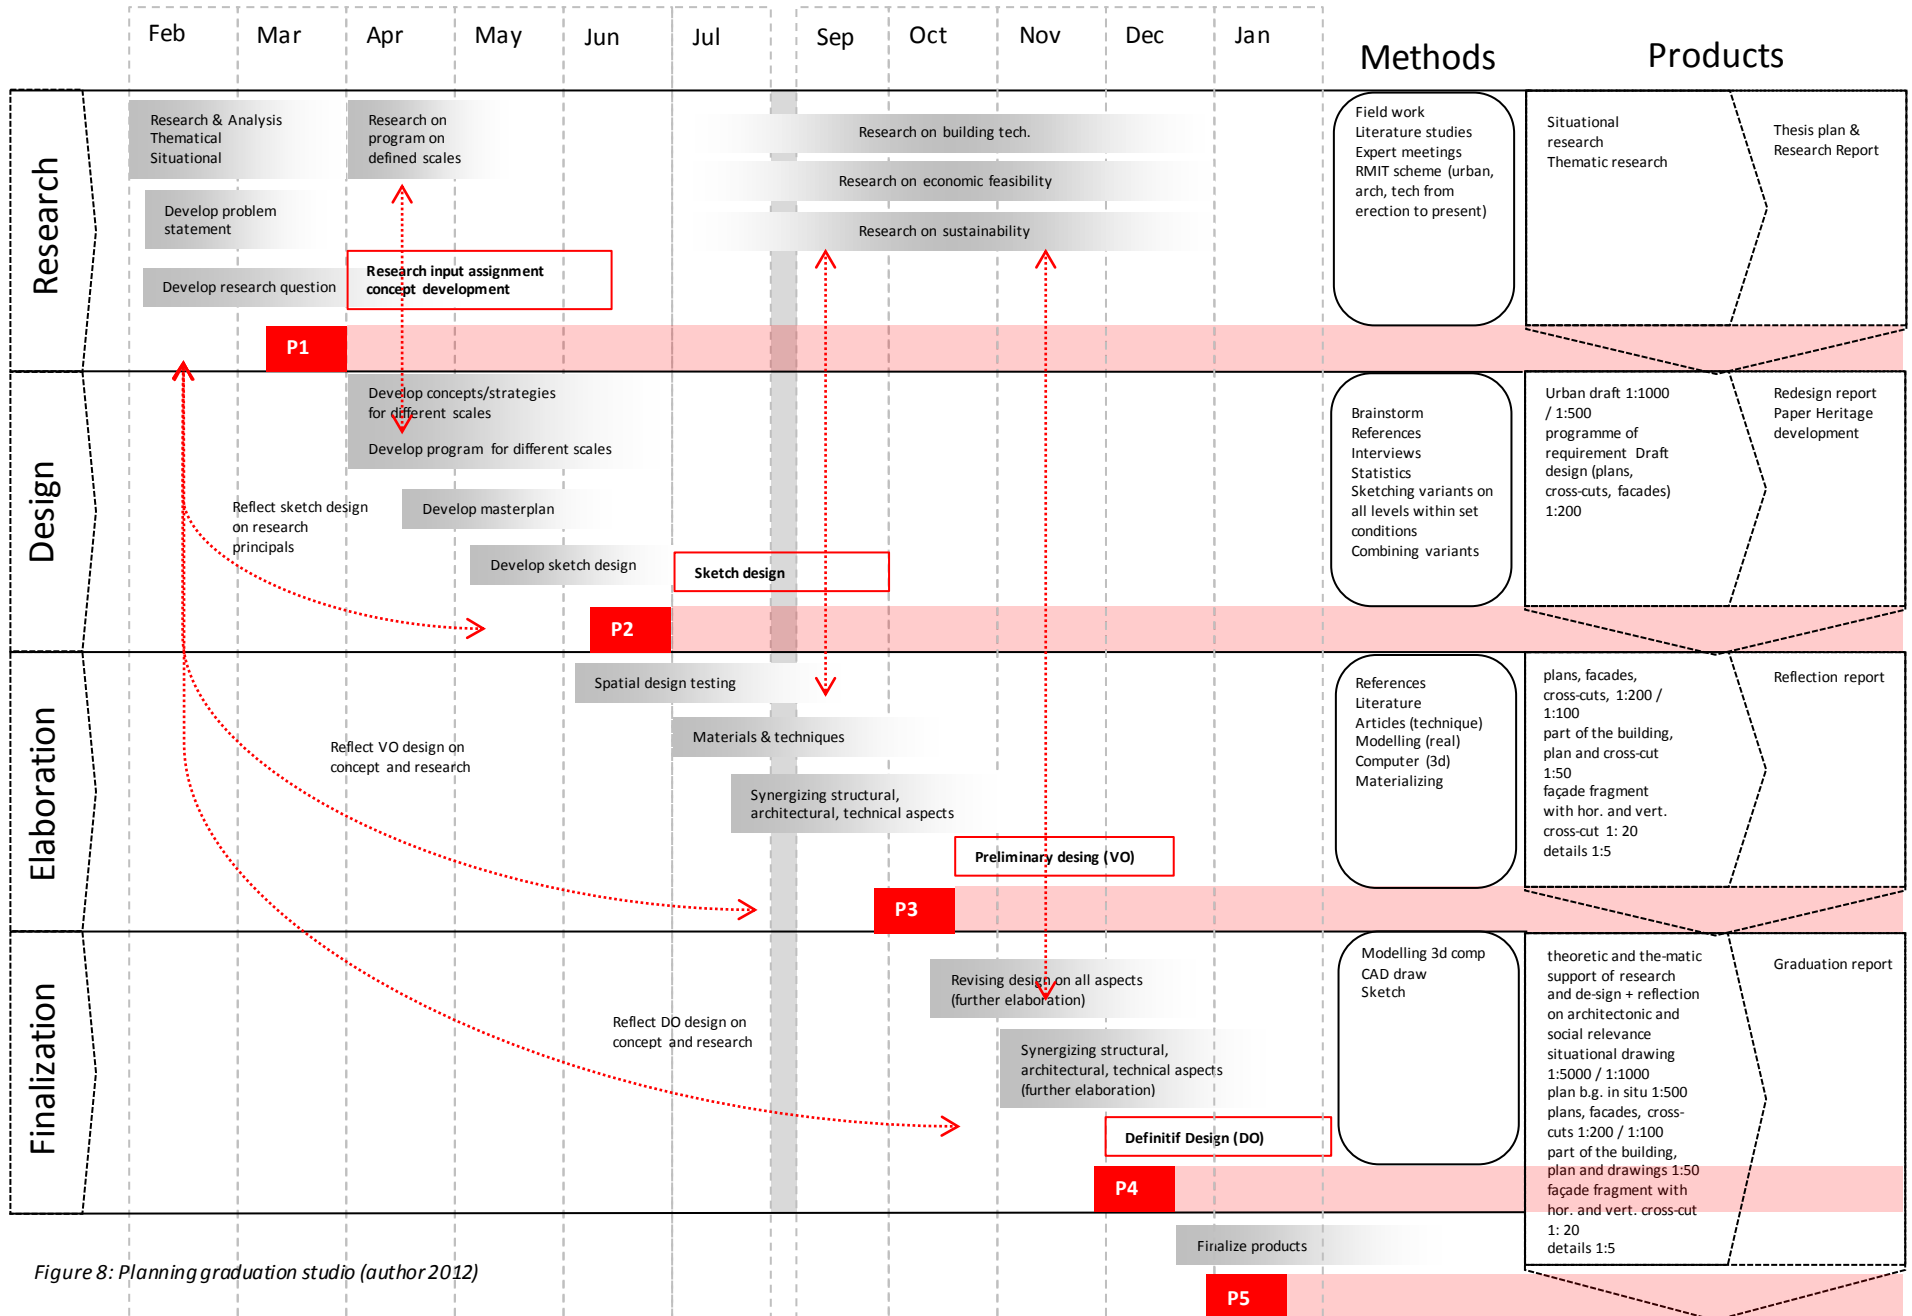 Feb
Mar
Apr
May
Jun
Jul
Sep
Oct
Nov
Dec
Jan
Methods
Products
Research
Research & Analysis
Thematical
Situational
Develop problem
statement
Develop research question
Research on
program on
defined scales
Research input assignment
concept development
Research on building tech.
Research on economic feasibility
Research on sustainability
P1
Field work
Literature studies
Expert meetings
RMIT scheme (urban,
arch, tech from
erection to present)
Situational
research
Thematic research
Thesis plan &
Research Report
Design
Develop concepts/strategies
for different scales
Develop program for different scales
Reflect sketch design
on research
principals
Develop masterplan
Develop sketch design
Sketch design
P2
Brainstorm
References
Interviews
Statistics
Sketching variants on
all levels within set
conditions
Combining variants
Urban draft 1:1000
/ 1:500
programme of
requirement Draft
design (plans,
cross-cuts, facades)
1:200
Redesign report
Paper Heritage
development
Elaboration
Spatial design testing
Materials & techniques
Reflect VO design on
concept and research
Synergizing structural,
architectural, technical aspects
Preliminary desing (VO)
P3
References
Literature
Articles (technique)
Modelling (real)
Computer (3d)
Materializing
plans, facades,
cross-cuts, 1:200 /
1:100
part of the building,
plan and cross-cut
1:50
façade fragment
with hor. and vert.
cross-cut 1: 20
details 1:5
Reflection report
Finalization
Revising design on all aspects
(further elaboration)
Reflect DO design on
concept and research
Synergizing structural,
architectural, technical aspects
(further elaboration)
Definitif Design (DO)
P4
Finalize products
P5
Modelling 3d comp
CAD draw
Sketch
theoretic and the-matic
support of research
and de-sign + reflection
on architectonic and
social relevance
situational drawing
1:5000 / 1:1000
plan b.g. in situ 1:500
plans, facades, cross-
cuts 1:200 / 1:100
part of the building,
plan and drawings 1:50
façade fragment with
hor. and vert. cross-cut
1: 20
details 1:5
Graduation report
Figure 8: Planning graduation studio (author 2012)